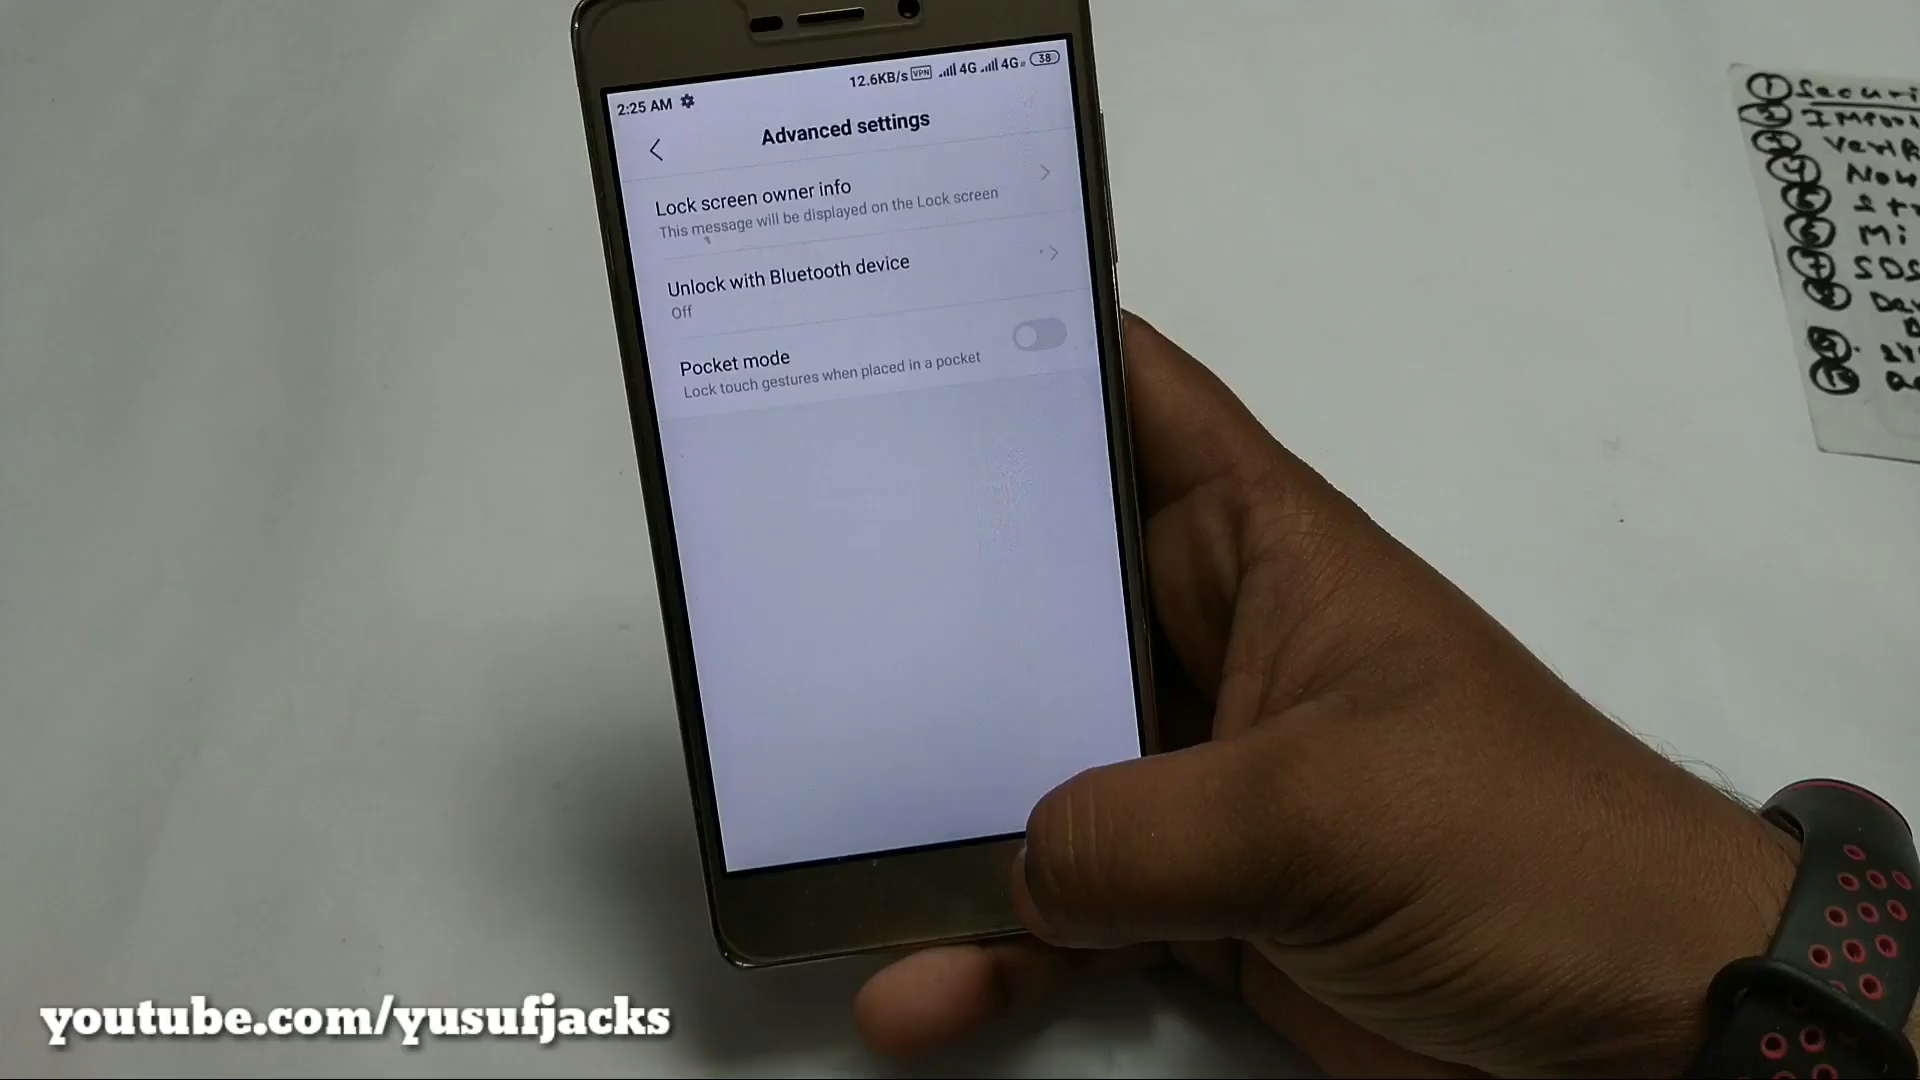 12.6KB/s VPN 4G 4G 38
2:25 AM
Advanced settings
Lock screen owner info
This message will be displayed on the Lock screen
Unlock with Bluetooth device
Off
Pocket mode
Lock touch gestures when placed in a pocket
Securi
SDS
youtube.com/yusufjacks